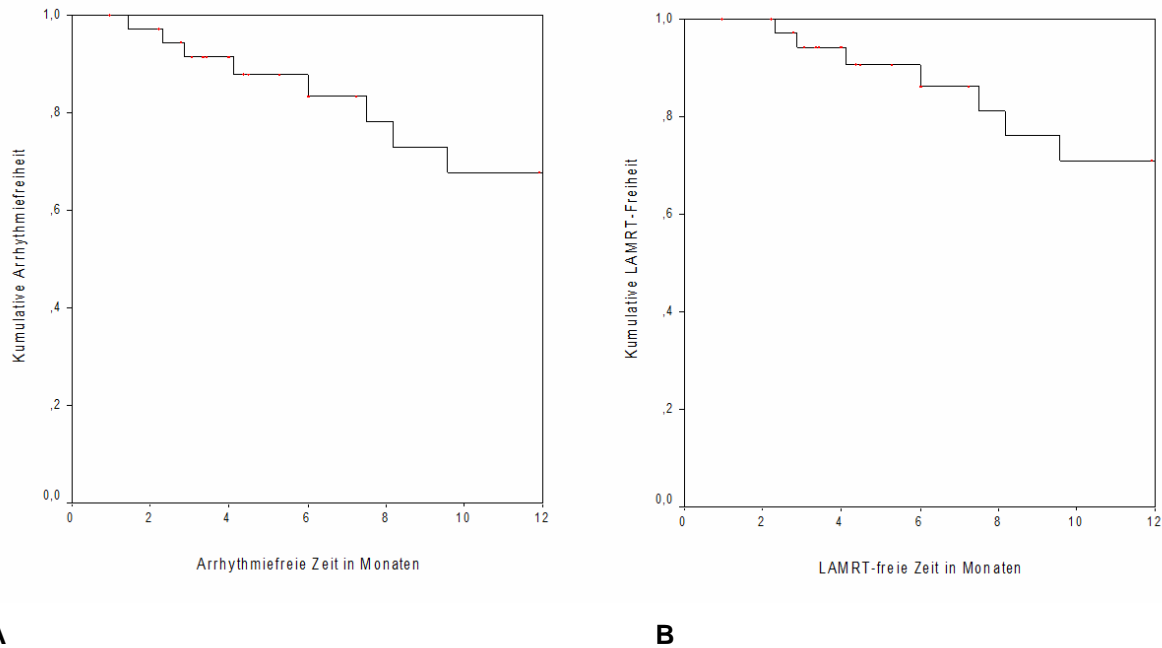 1,0
,8
,6
,4
,2
0,0
Kumulative Arrhythmiefreiheit
0 2 4 6 8 10 12
Arrhythmiefreie Zeit in Monaten
A
1,0
,8
,6
,4
,2
0,0
Kumulative LAMRT-Freiheit
0 2 4 6 8 10 12
LAMRT-freie Zeit in Monaten
B